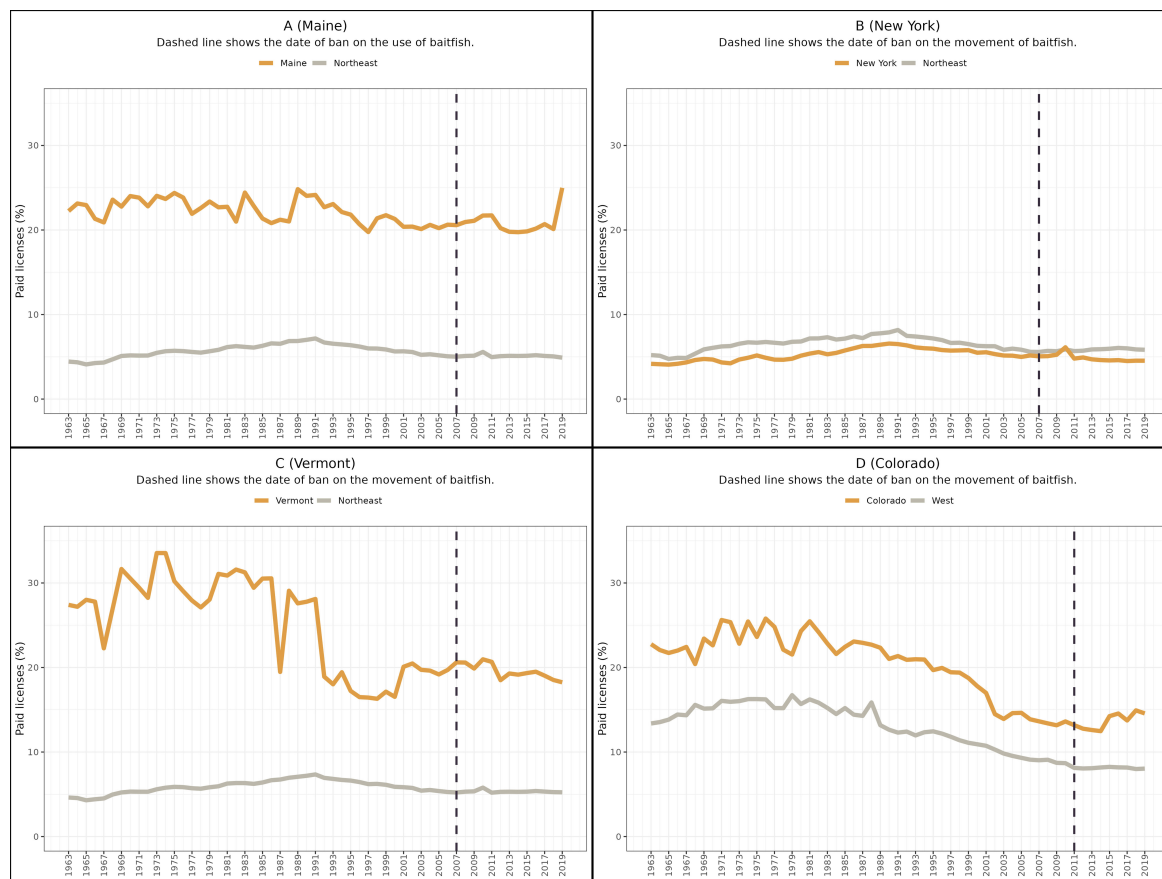 A (Maine)
Dashed line shows the date of ban on the use of baitfish.
Maine Northeast
Paid licenses (%)
30
20
10
0
1963 1965 1967 1969 1971 1973 1975 1977 1979 1981 1983 1985 1987 1989 1991 1993 1995 1997 1999 2001 2003 2005 2007 2009 2011 2013 2015 2017 2019
B (New York)
Dashed line shows the date of ban on the movement of baitfish.
New York Northeast
Paid licenses (%)
30
20
10
0
1963 1965 1967 1969 1971 1973 1975 1977 1979 1981 1983 1985 1987 1989 1991 1993 1995 1997 1999 2001 2003 2005 2007 2009 2011 2013 2015 2017 2019
C (Vermont)
Dashed line shows the date of ban on the movement of baitfish.
Vermont Northeast
Paid licenses (%)
30
20
10
0
1963 1965 1967 1969 1971 1973 1975 1977 1979 1981 1983 1985 1987 1989 1991 1993 1995 1997 1999 2001 2003 2005 2007 2009 2011 2013 2015 2017 2019
D (Colorado)
Dashed line shows the date of ban on the movement of baitfish.
Colorado West
Paid licenses (%)
30
20
10
0
1963 1965 1967 1969 1971 1973 1975 1977 1979 1981 1983 1985 1987 1989 1991 1993 1995 1997 1999 2001 2003 2005 2007 2009 2011 2013 2015 2017 2019